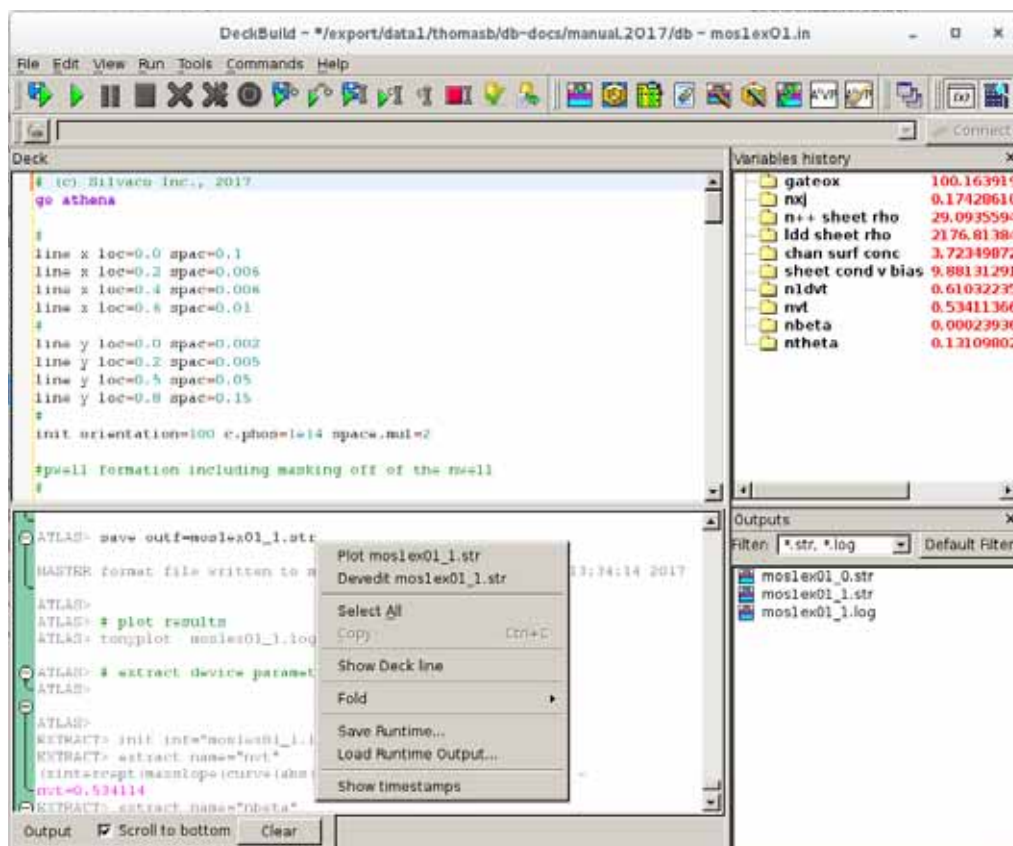 DeckBuild - */export/data1/thomasb/db-docs/manual.2017/db - mos1ex01.in
File Edit View Run Tools Commands Help
Connect
Deck
# (c) Silvaco Inc., 2017
go athena
#
line x loc=0.0 spac=0.1
line x loc=0.2 spac=0.006
line x loc=0.4 spac=0.006
line x loc=0.6 spac=0.01
#
line y loc=0.0 spac=0.002
line y loc=0.2 spac=0.005
line y loc=0.5 spac=0.05
line y loc=0.8 spac=0.15
#
init orientation=100 c.phos=1e14 space.mul=2
#pwell formation including masking off of the nwell
#
Variables history
gateox 100.163919
nxj 0.17428610
n++ sheet rho 29.0935594
ldd sheet rho 2176.81384
chan surf conc 3.72349872
sheet cond v bias 9.88131291
n1dvt 0.61032235
nvt 0.53411366
nbeta 0.00023936
ntheta 0.13109802
ATLAS> save outf=mos1ex01_1.str
MASTER format file written to m 13:34:14 2017
ATLAS>
ATLAS> # plot results
ATLAS> tonyplot mos1ex01_1.log
ATLAS> # extract device paramet
ATLAS>
ATLAS>
EXTRACT> init inf="mos1ex01_1.l
EXTRACT> extract name="nvt"
(xintercept(maxslope(curve(abs(
nvt=0.534114
EXTRACT> extract name="nbeta"
Plot mos1ex01_1.str
Devedit mos1ex01_1.str
Select All
Copy Ctrl+C
Show Deck line
Fold
Save Runtime...
Load Runtime Output...
Show timestamps
Output Scroll to bottom Clear
Outputs
Filter: *.str, *.log Default Filter
mos1ex01_0.str
mos1ex01_1.str
mos1ex01_1.log